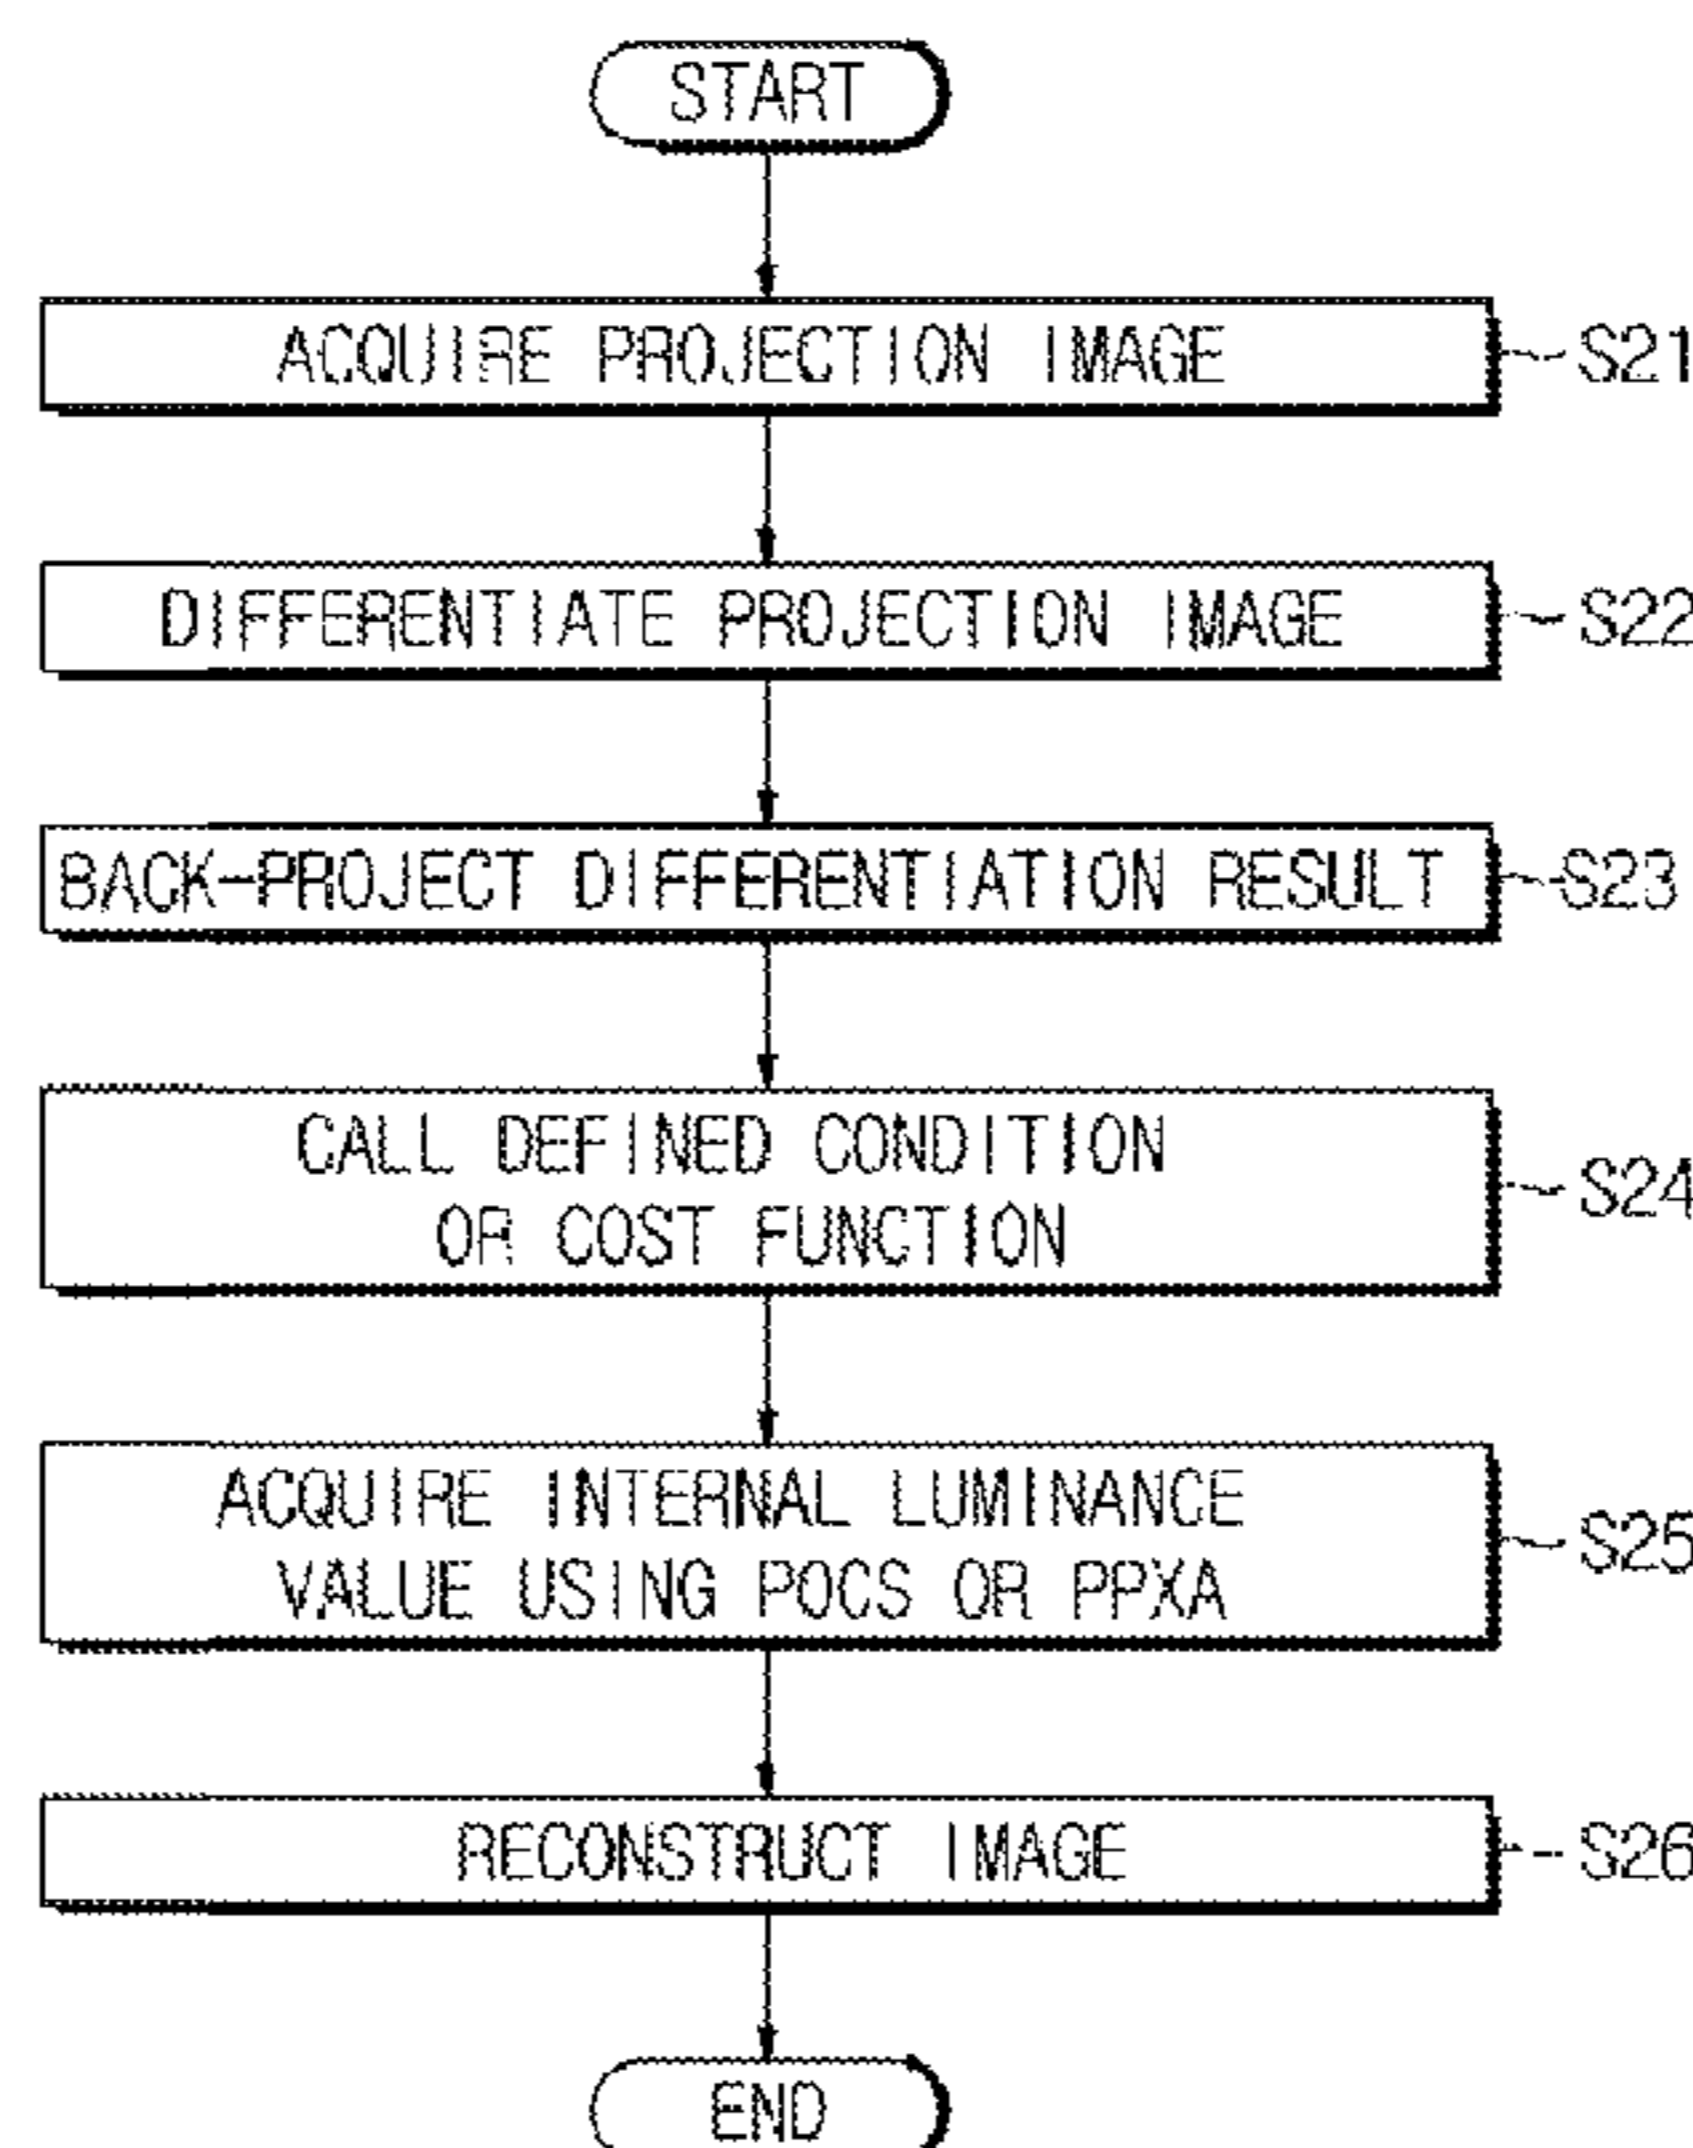 START
ACQUIRE PROJECTION IMAGE
S21
DIFFERENTIATE PROJECTION IMAGE
S22
BACK-PROJECT DIFFERENTIATION RESULT
S23
CALL DEFINED CONDITION
OR COST FUNCTION
S24
ACQUIRE INTERNAL LUMINANCE
VALUE USING POCS OR PPXA
S25
RECONSTRUCT IMAGE
S26
END